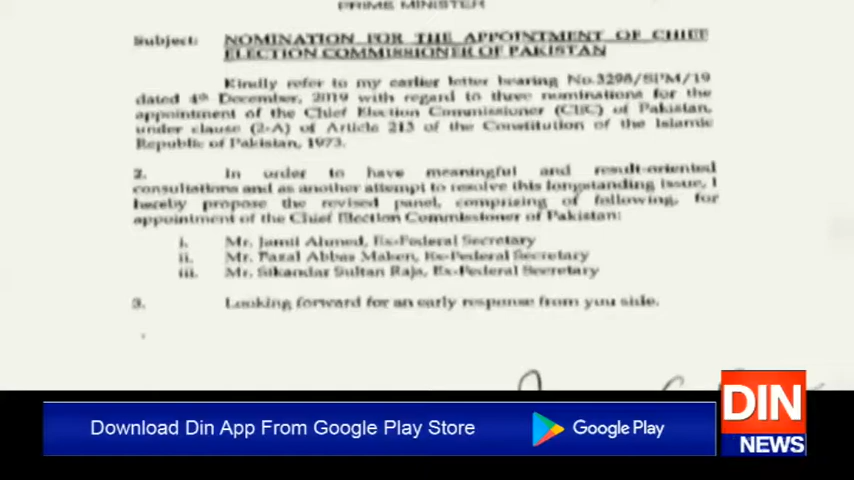 PRIME MINISTER
Subject: NOMINATION FOR THE APPOINTMENT OF CHIEF
ELECTION COMMISSIONER OF PAKISTAN
Kindly refer to my earlier letter bearing No.3298/SPM/19
dated 4th December, 2019 with regard to three nominations for the
appointment of the Chief Election Commissioner (CEC) of Pakistan,
under clause (2-A) of Article 213 of the Constitution of the Islamic
Republic of Pakistan, 1973.
2. In order to have meaningful and result-oriented
consultations and as another attempt to resolve this longstanding issue, I
hereby propose the revised panel, comprising of following, for
appointment of the Chief Election Commissioner of Pakistan:
i. Mr. Jamil Ahmed, Ex-Federal Secretary
ii. Mr. Fazal Abbas Maken, Ex-Federal Secretary
iii. Mr. Sikandar Sultan Raja, Ex-Federal Secretary
3. Looking forward for an early response from you side.
Download Din App From Google Play Store
Google Play
DIN
NEWS